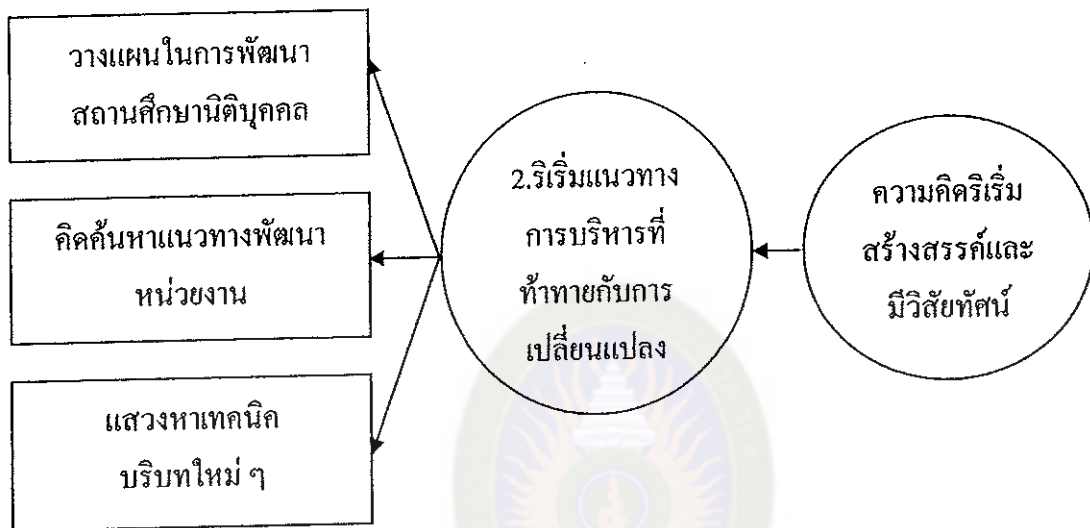 วางแผนในการพัฒนา
สถานศึกษานิติบุคคล
คิดค้นหาแนวทางพัฒนา
หน่วยงาน
แสวงหาเทคนิค
บริบทใหม่ ๆ
2.ริเริ่มแนวทาง
การบริหารที่
ท้าทายกับการ
เปลี่ยนแปลง
ความคิดริเริ่ม
สร้างสรรค์และ
มีวิสัยทัศน์